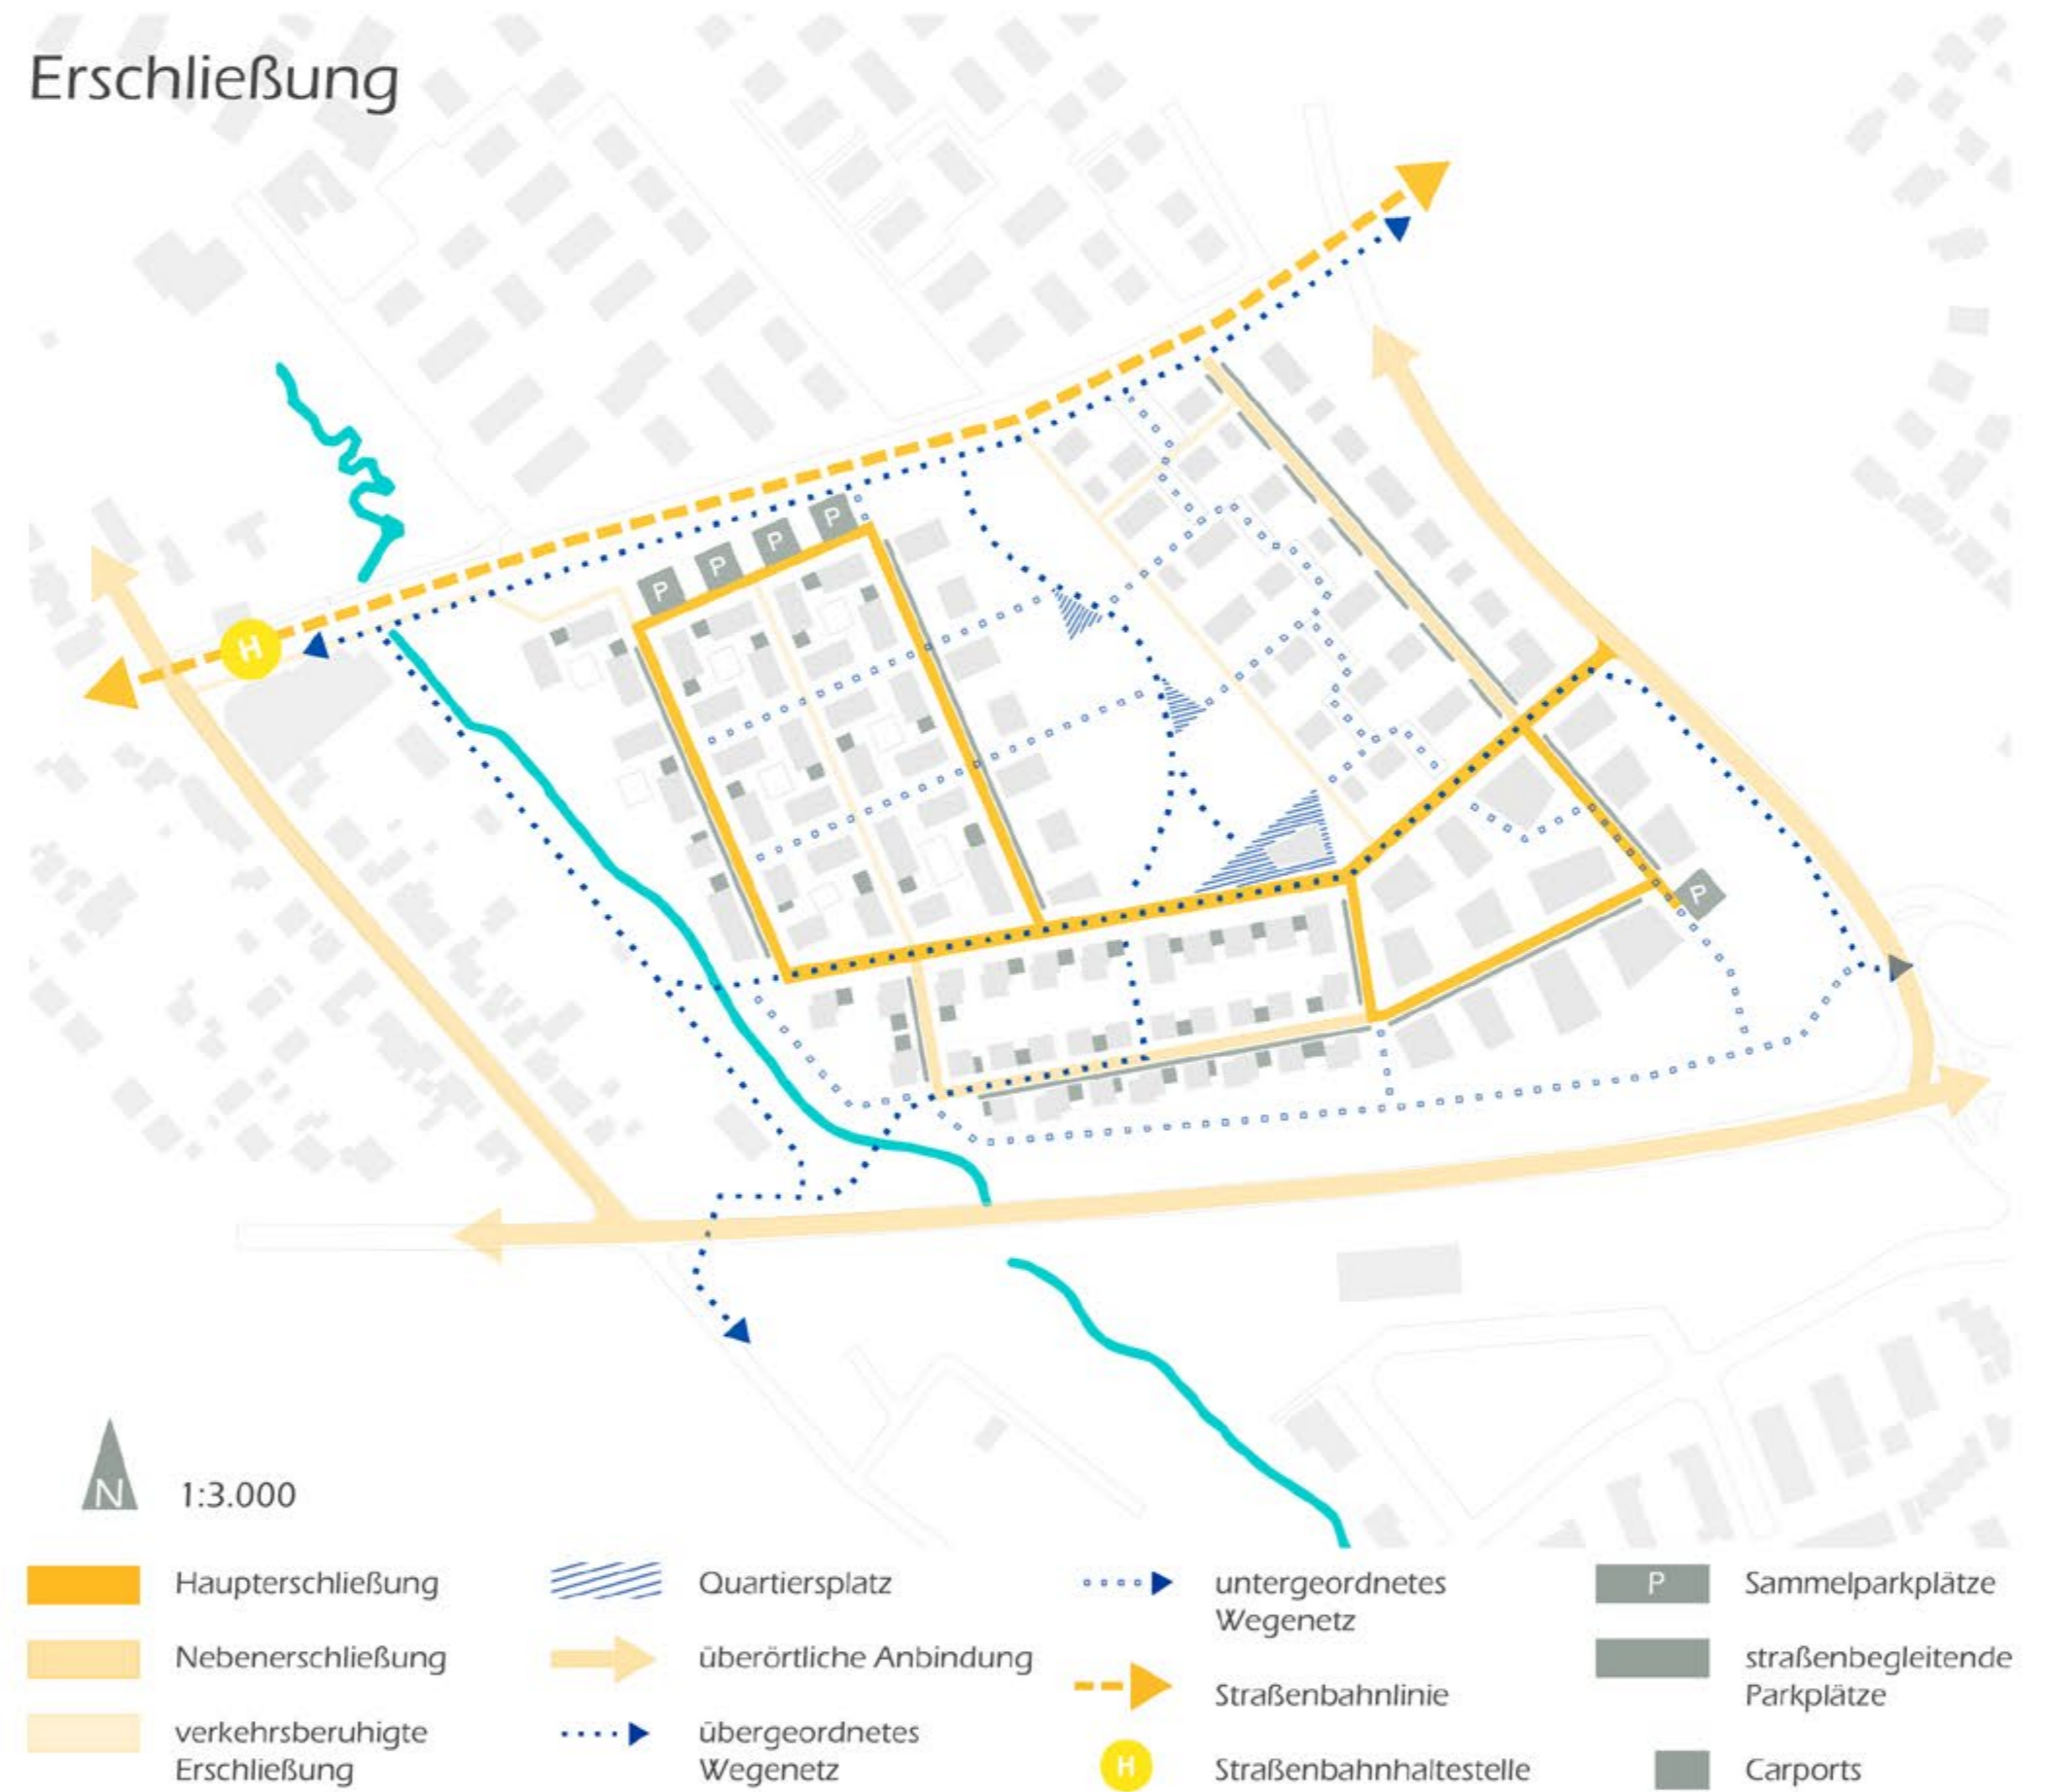 Erschließung
H
P
P
P
P
P
N
1:3.000
Haupterschließung
Nebenerschließung
verkehrsberuhigte
Erschließung
Quartiersplatz
überörtliche Anbindung
übergeordnetes
Wegenetz
untergeordnetes
Wegenetz
Straßenbahnlinie
H
Straßenbahnhaltestelle
P
Sammelparkplätze
straßenbegleitende
Parkplätze
Carports